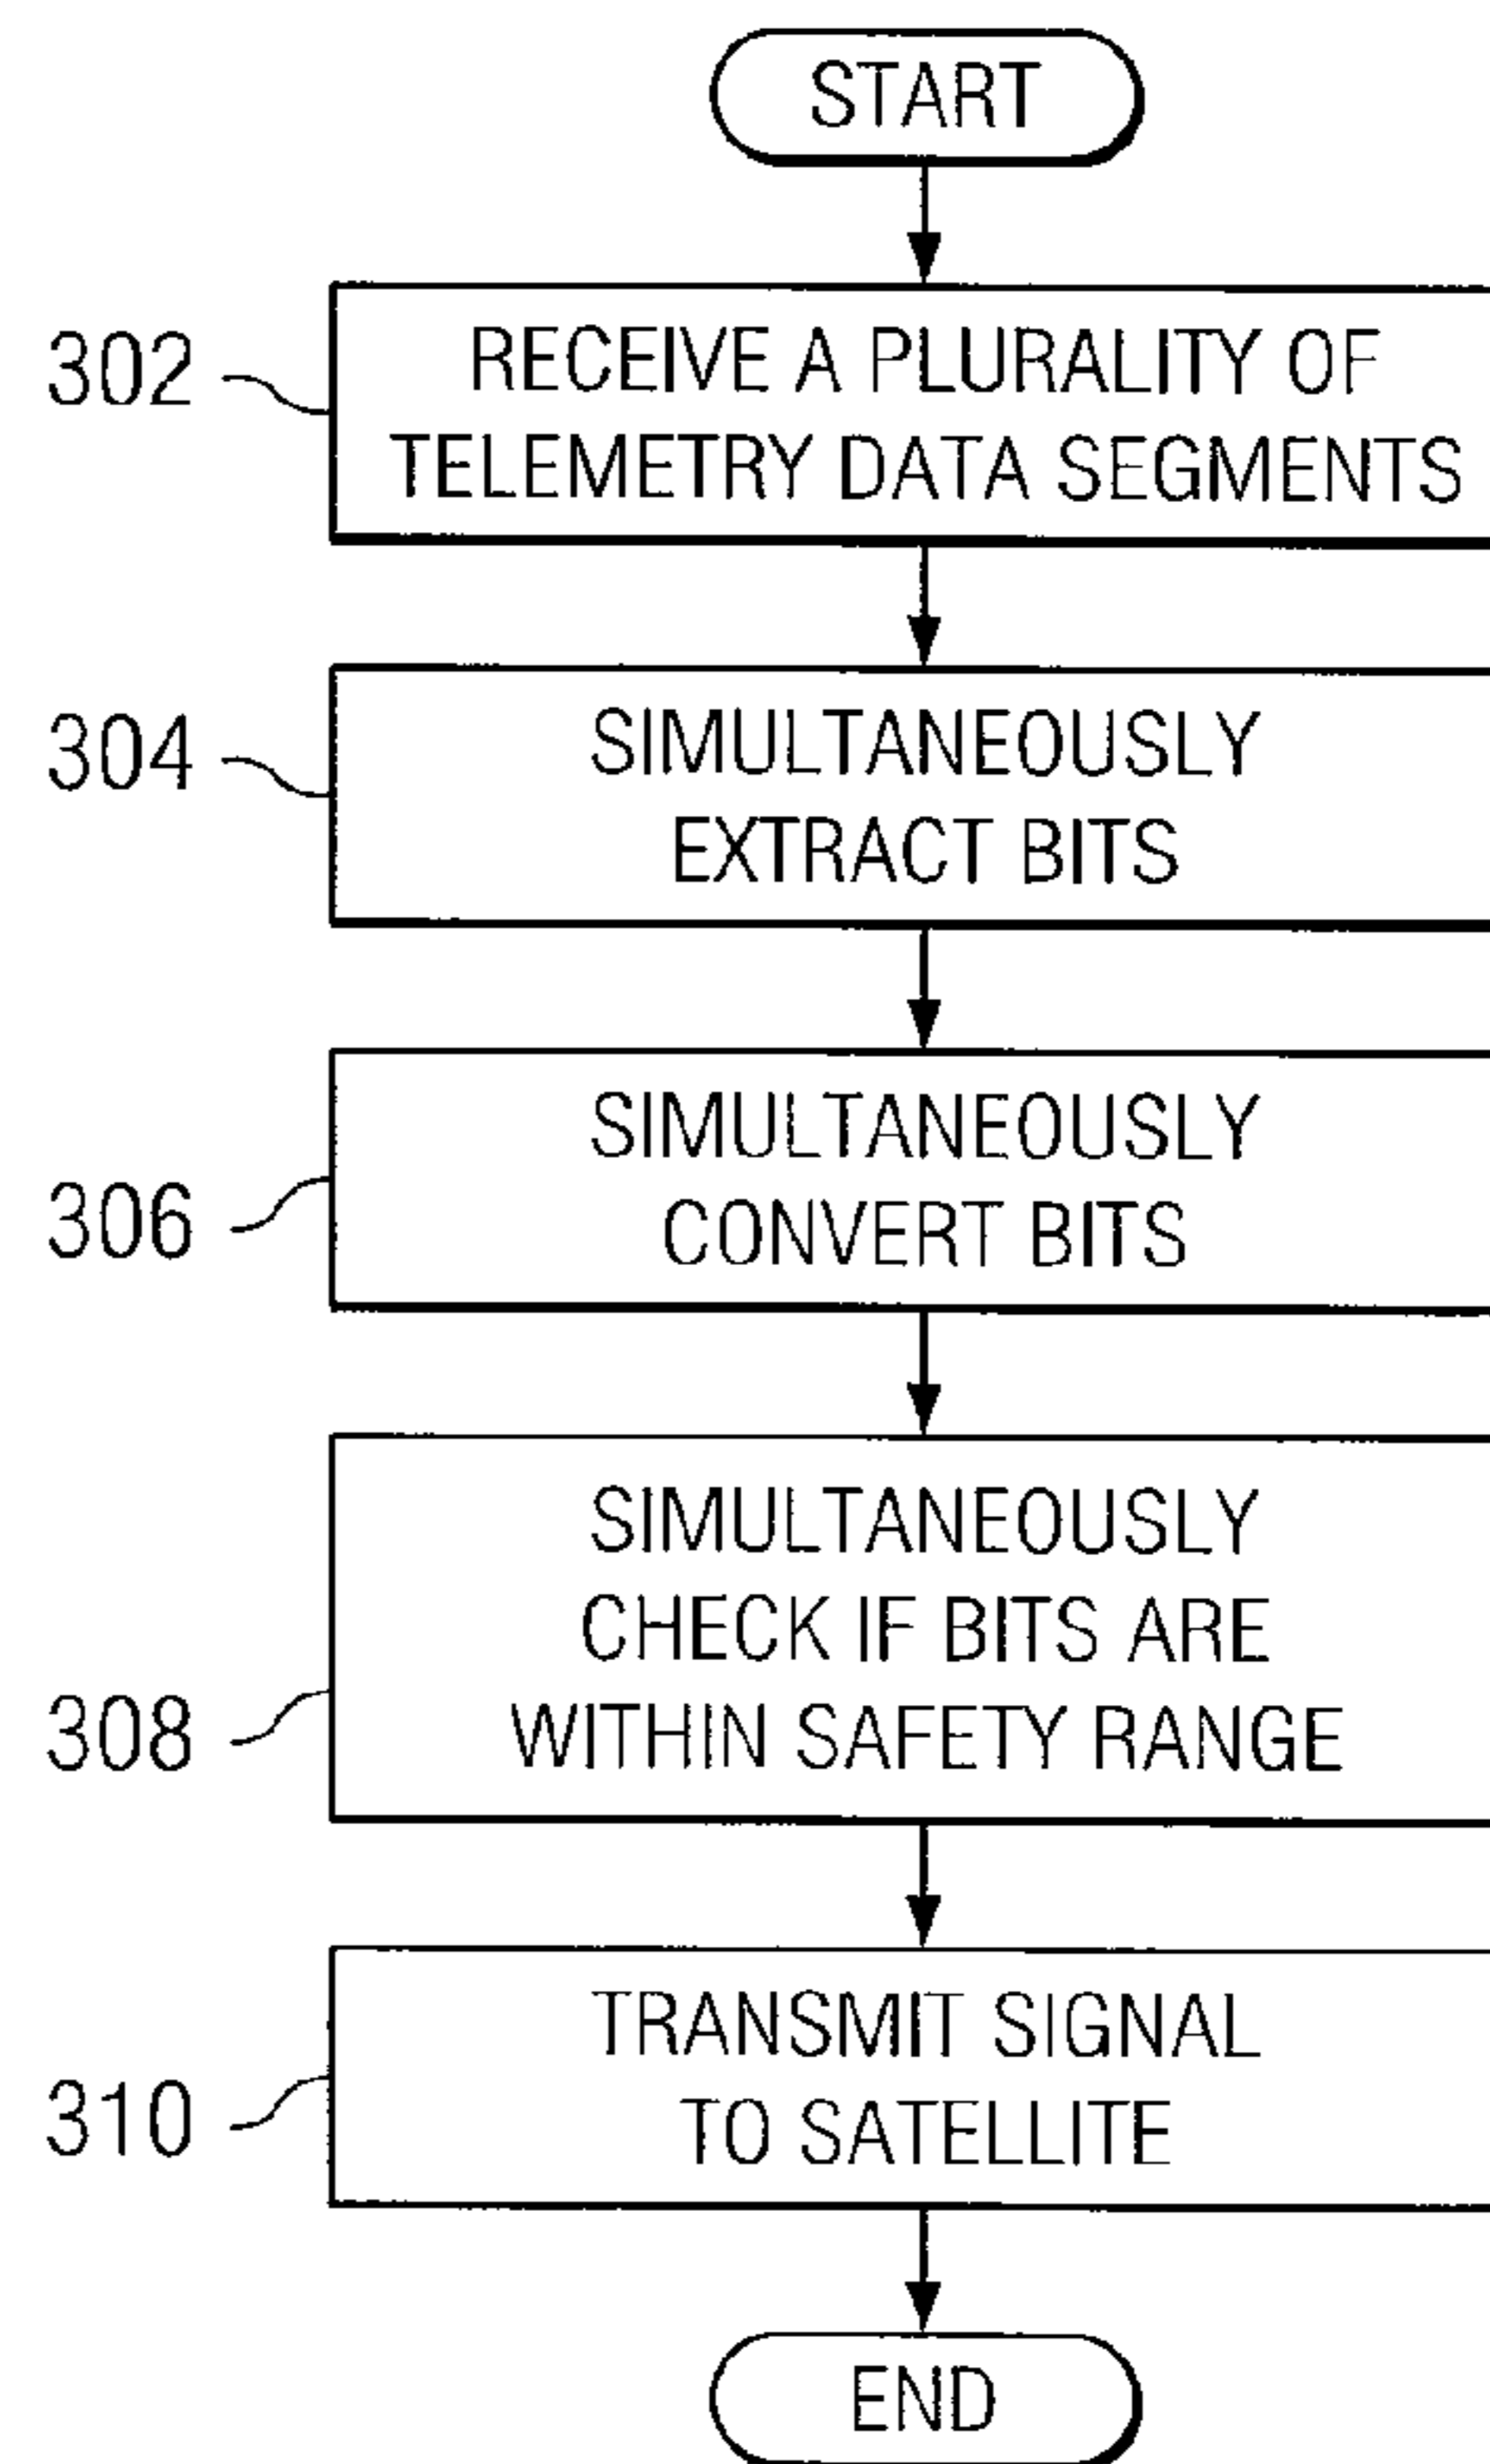 START
302
RECEIVE A PLURALITY OF
TELEMETRY DATA SEGMENTS
304
SIMULTANEOUSLY
EXTRACT BITS
306
SIMULTANEOUSLY
CONVERT BITS
308
SIMULTANEOUSLY
CHECK IF BITS ARE
WITHIN SAFETY RANGE
310
TRANSMIT SIGNAL
TO SATELLITE
END